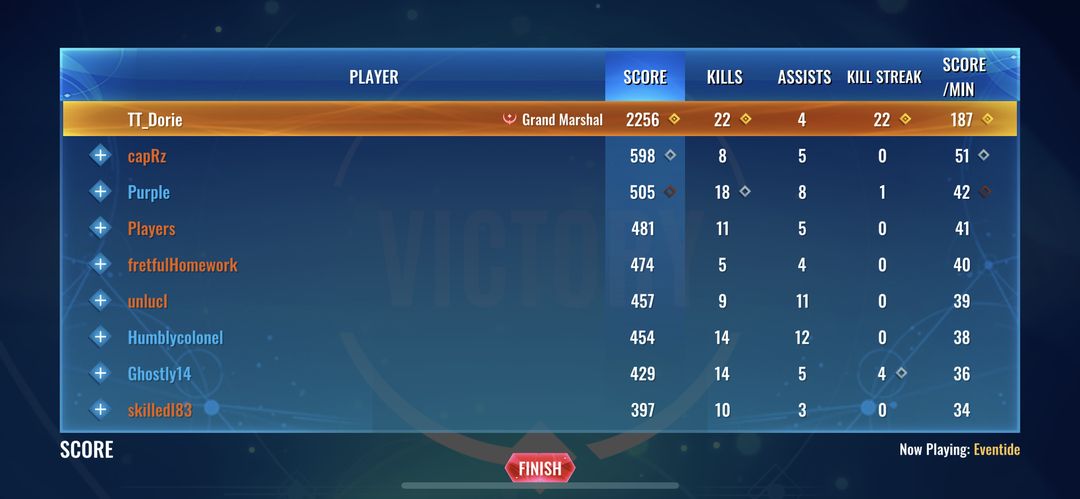 PLAYER SCORE KILLS ASSISTS KILL STREAK SCORE
/MIN
TT_Dorie Grand Marshal 2256 22 4 22 187
capRz 598 8 5 0 51
Purple 505 18 8 1 42
Players 481 11 5 0 41
fretfulHomework 474 5 4 0 40
unlucl 457 9 11 0 39
Humblycolonel 454 14 12 0 38
Ghostly14 429 14 5 4 36
skilledl83 397 10 3 0 34
VICTORY
SCORE Now Playing: Eventide
FINISH